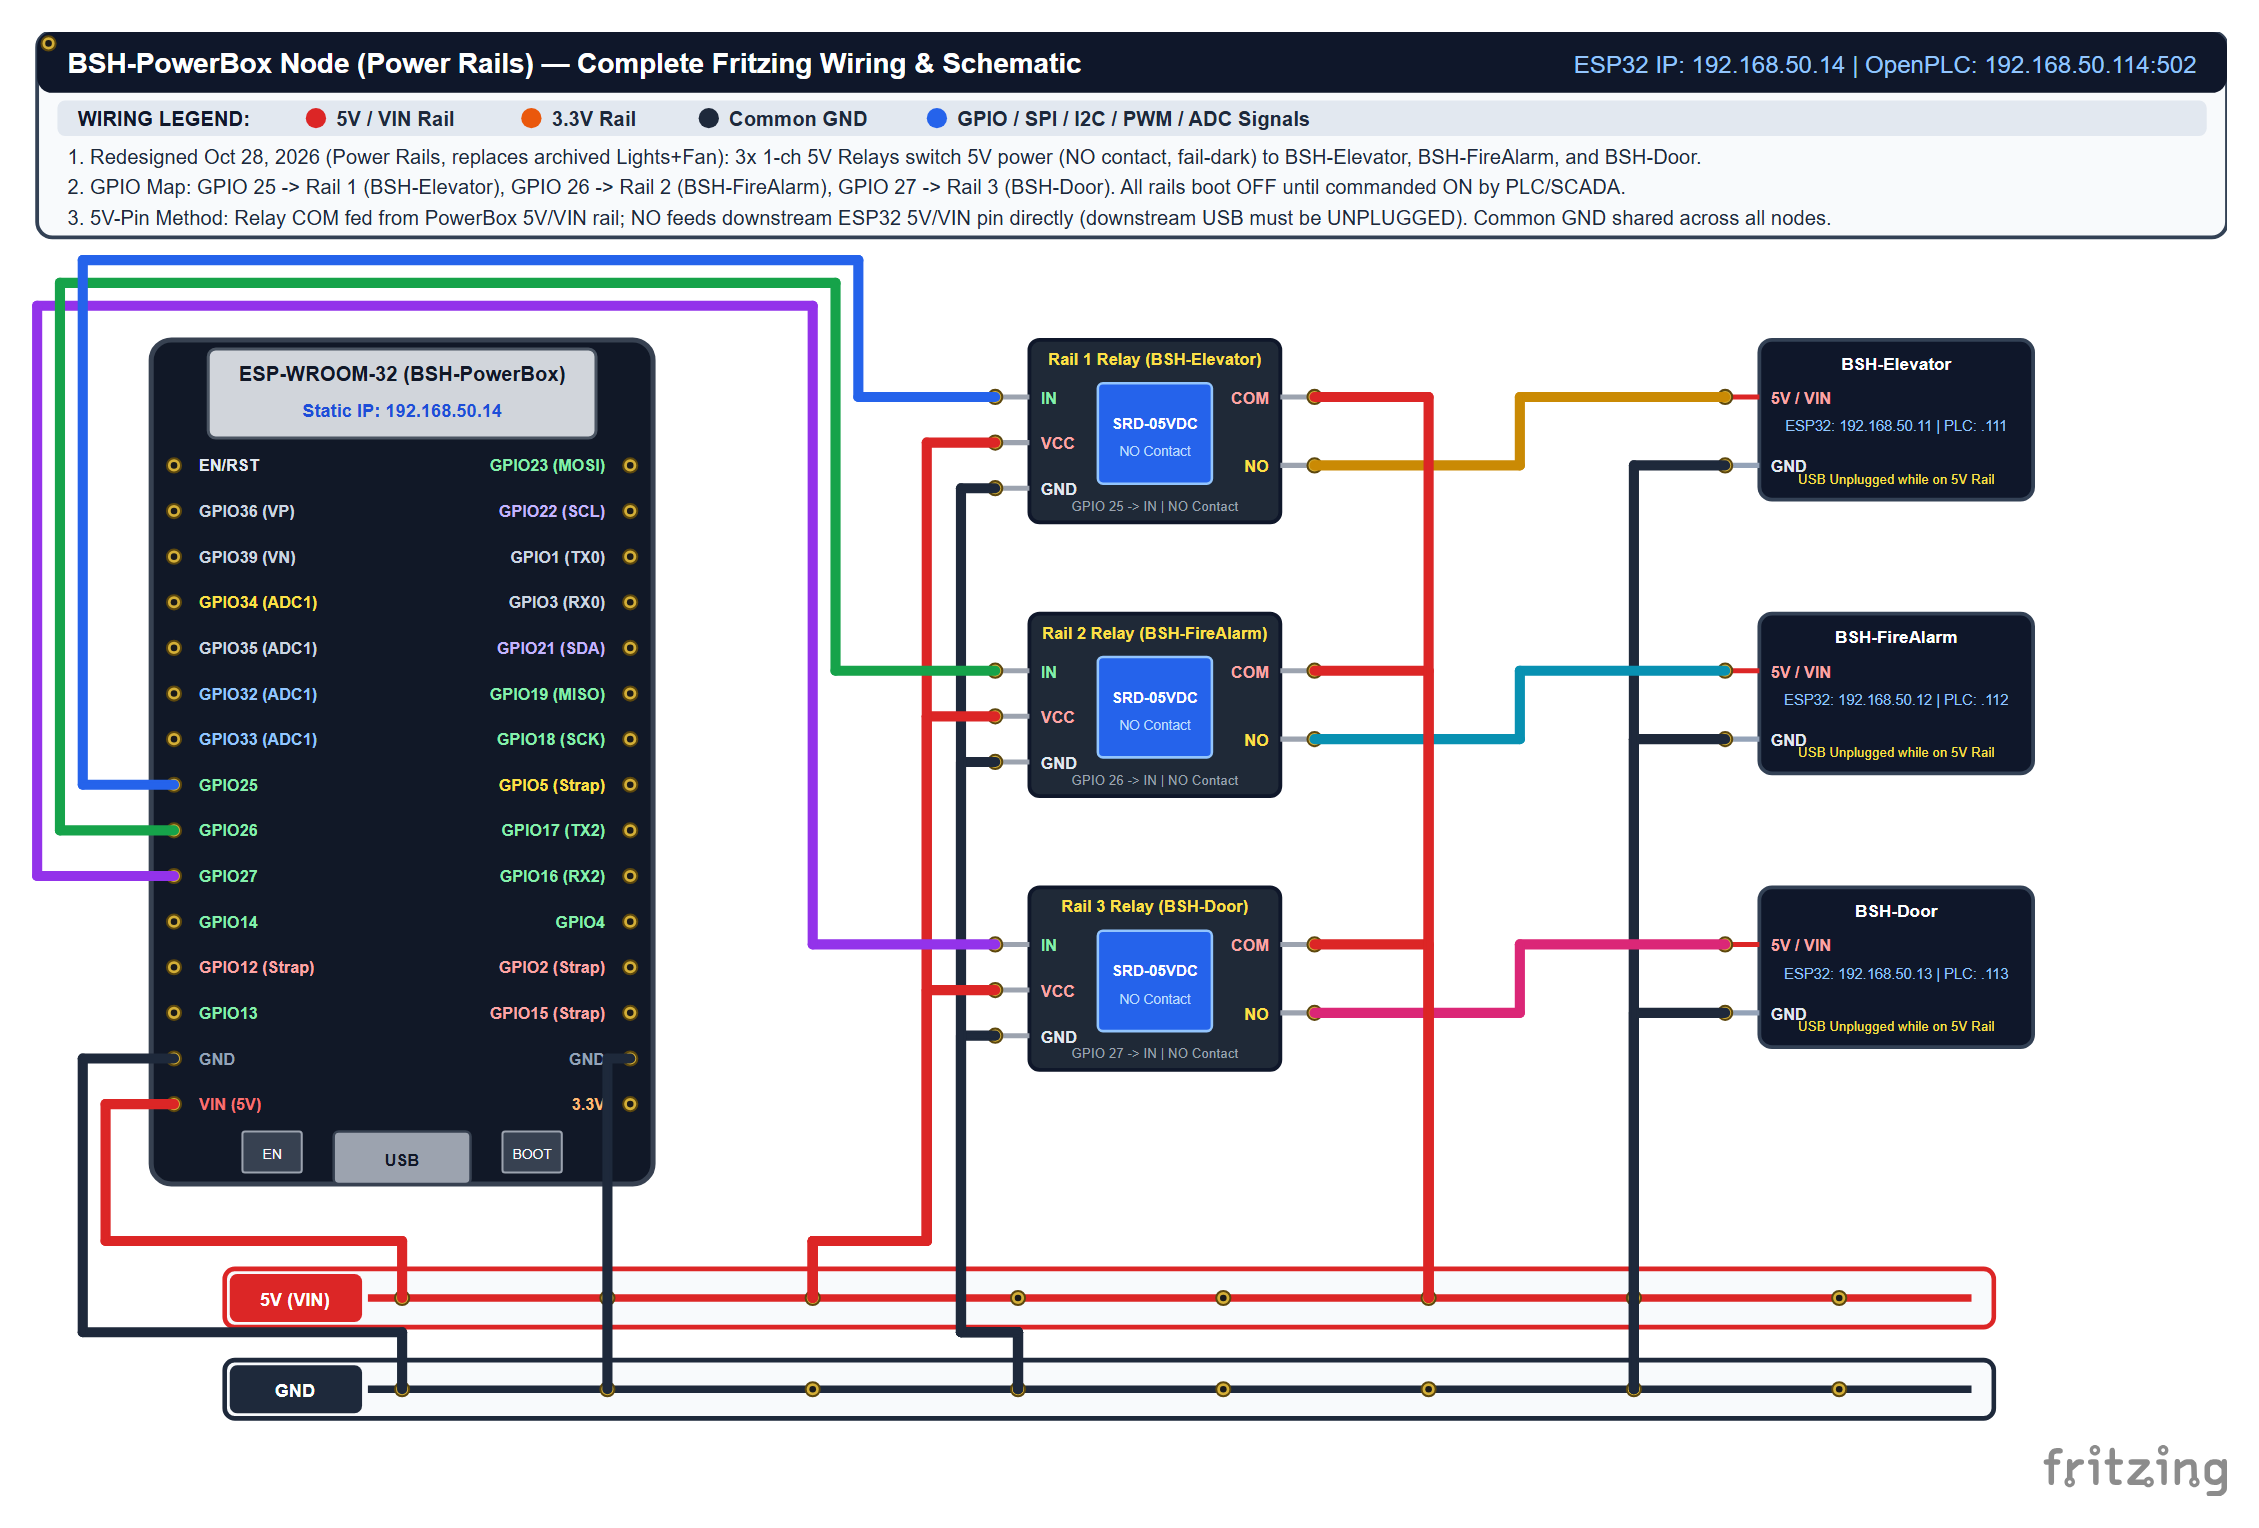 BSH-PowerBox Node (Power Rails) — Complete Fritzing Wiring & Schematic
ESP32 IP: 192.168.50.14 | OpenPLC: 192.168.50.114:502
WIRING LEGEND:
5V / VIN Rail
3.3V Rail
Common GND
GPIO / SPI / I2C / PWM / ADC Signals
1. Redesigned Oct 28, 2026 (Power Rails, replaces archived Lights+Fan): 3x 1-ch 5V Relays switch 5V power (NO contact, fail-dark) to BSH-Elevator, BSH-FireAlarm, and BSH-Door.
2. GPIO Map: GPIO 25 -> Rail 1 (BSH-Elevator), GPIO 26 -> Rail 2 (BSH-FireAlarm), GPIO 27 -> Rail 3 (BSH-Door). All rails boot OFF until commanded ON by PLC/SCADA.
3. 5V-Pin Method: Relay COM fed from PowerBox 5V/VIN rail; NO feeds downstream ESP32 5V/VIN pin directly (downstream USB must be UNPLUGGED). Common GND shared across all nodes.
ESP-WROOM-32 (BSH-PowerBox)
Static IP: 192.168.50.14
EN/RST
GPIO36 (VP)
GPIO39 (VN)
GPIO34 (ADC1)
GPIO35 (ADC1)
GPIO32 (ADC1)
GPIO33 (ADC1)
GPIO25
GPIO26
GPIO27
GPIO14
GPIO12 (Strap)
GPIO13
GND
VIN (5V)
GPIO23 (MOSI)
GPIO22 (SCL)
GPIO1 (TX0)
GPIO3 (RX0)
GPIO21 (SDA)
GPIO19 (MISO)
GPIO18 (SCK)
GPIO5 (Strap)
GPIO17 (TX2)
GPIO16 (RX2)
GPIO4
GPIO2 (Strap)
GPIO15 (Strap)
GND
3.3V
EN
USB
BOOT
Rail 1 Relay (BSH-Elevator)
IN
VCC
GND
SRD-05VDC
NO Contact
COM
NO
GPIO 25 -> IN | NO Contact
Rail 2 Relay (BSH-FireAlarm)
IN
VCC
GND
SRD-05VDC
NO Contact
COM
NO
GPIO 26 -> IN | NO Contact
Rail 3 Relay (BSH-Door)
IN
VCC
GND
SRD-05VDC
NO Contact
COM
NO
GPIO 27 -> IN | NO Contact
BSH-Elevator
5V / VIN
ESP32: 192.168.50.11 | PLC: .111
GND
USB Unplugged while on 5V Rail
BSH-FireAlarm
5V / VIN
ESP32: 192.168.50.12 | PLC: .112
GND
USB Unplugged while on 5V Rail
BSH-Door
5V / VIN
ESP32: 192.168.50.13 | PLC: .113
GND
USB Unplugged while on 5V Rail
5V (VIN)
GND
fritzing